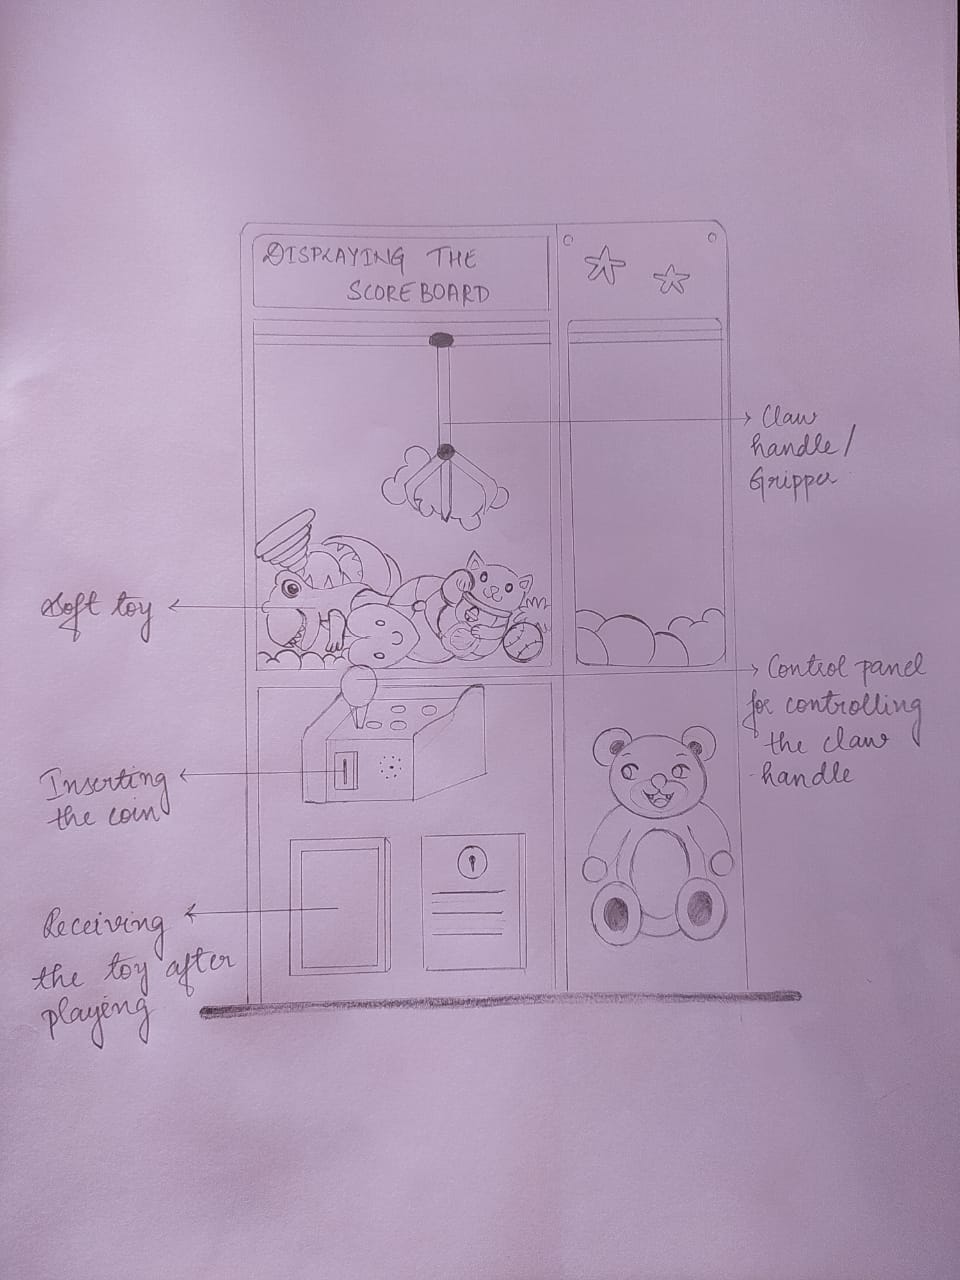 DISPLAYING THE
SCORE BOARD
Claw
handle/
Gripper
Soft toy
Control panel
for controlling
the claw
handle
Inserting
the coin
Receiving
the toy after
playing